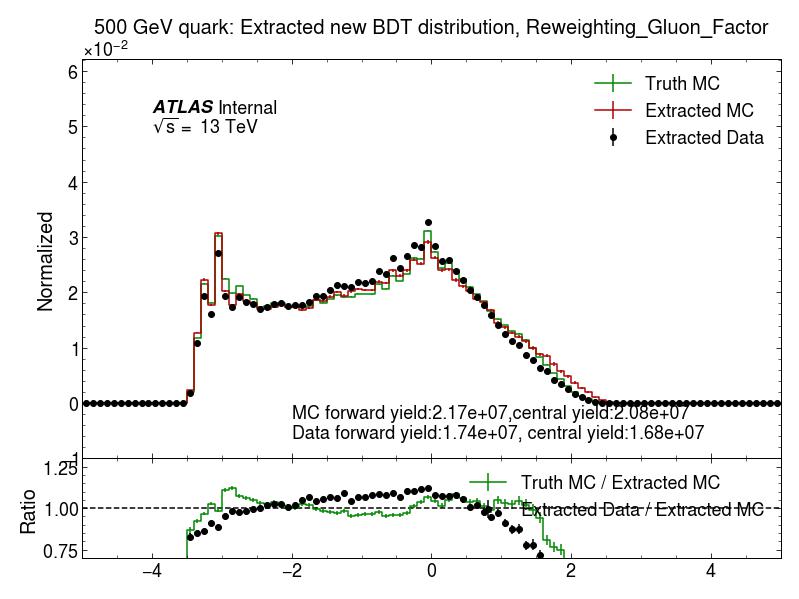 500 GeV quark: Extracted new BDT distribution, Reweighting_Gluon_Factor
×10⁻²
6
5
4
3
2
1
0
1
Normalized
ATLAS Internal
√s = 13 TeV
Truth MC
Extracted MC
Extracted Data
MC forward yield:2.17e+07,central yield:2.08e+07
Data forward yield:1.74e+07, central yield:1.68e+07
1.25
1.00
0.75
Ratio
Truth MC / Extracted MC
Extracted Data / Extracted MC
−4
−2
0
2
4